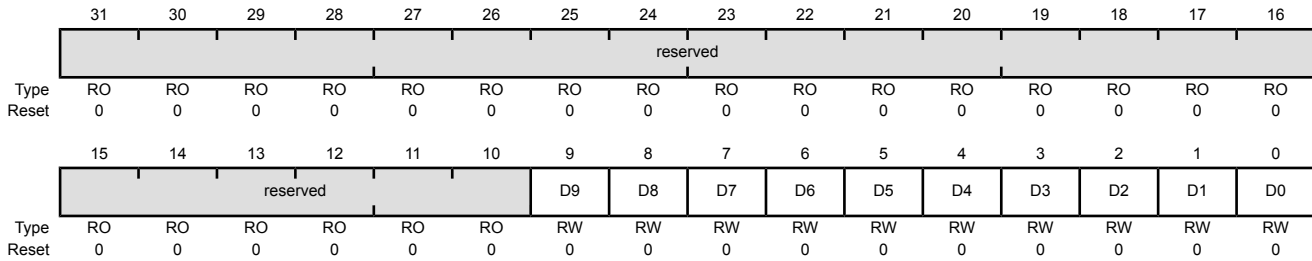 31 30 29 28 27 26 25 24 23 22 21 20 19 18 17 16
reserved
Type RO RO RO RO RO RO RO RO RO RO RO RO RO RO RO RO
Reset 0 0 0 0 0 0 0 0 0 0 0 0 0 0 0 0
15 14 13 12 11 10 9 8 7 6 5 4 3 2 1 0
reserved D9 D8 D7 D6 D5 D4 D3 D2 D1 D0
Type RO RO RO RO RO RO RW RW RW RW RW RW RW RW RW RW
Reset 0 0 0 0 0 0 0 0 0 0 0 0 0 0 0 0